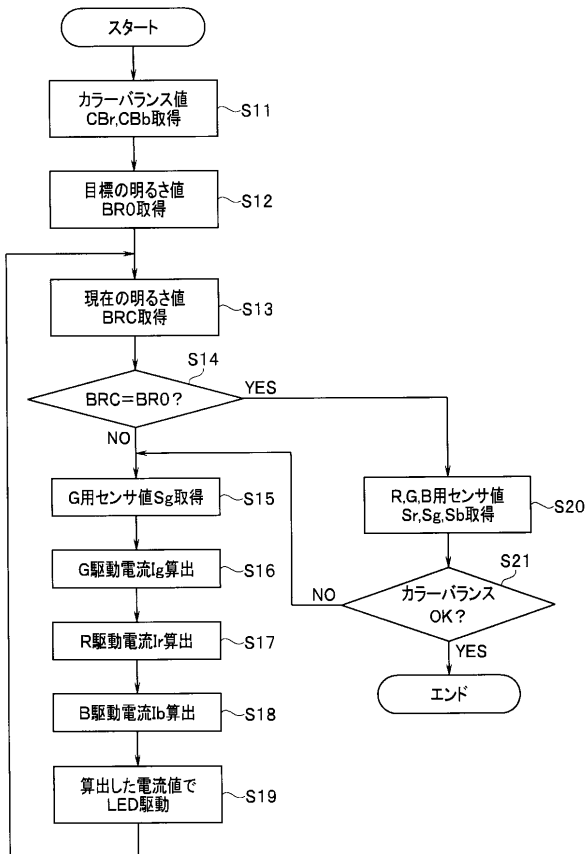 スタート
カラーバランス値
CBr,CBb取得
S11
目標の明るさ値
BR0取得
S12
現在の明るさ値
BRC取得
S13
S14
BRC=BR0?
YES
NO
G用センサ値Sg取得
S15
G駆動電流Ig算出
S16
R駆動電流Ir算出
S17
B駆動電流Ib算出
S18
算出した電流値で
LED駆動
S19
R,G,B用センサ値
Sr,Sg,Sb取得
S20
S21
カラーバランス
OK?
NO
YES
エンド